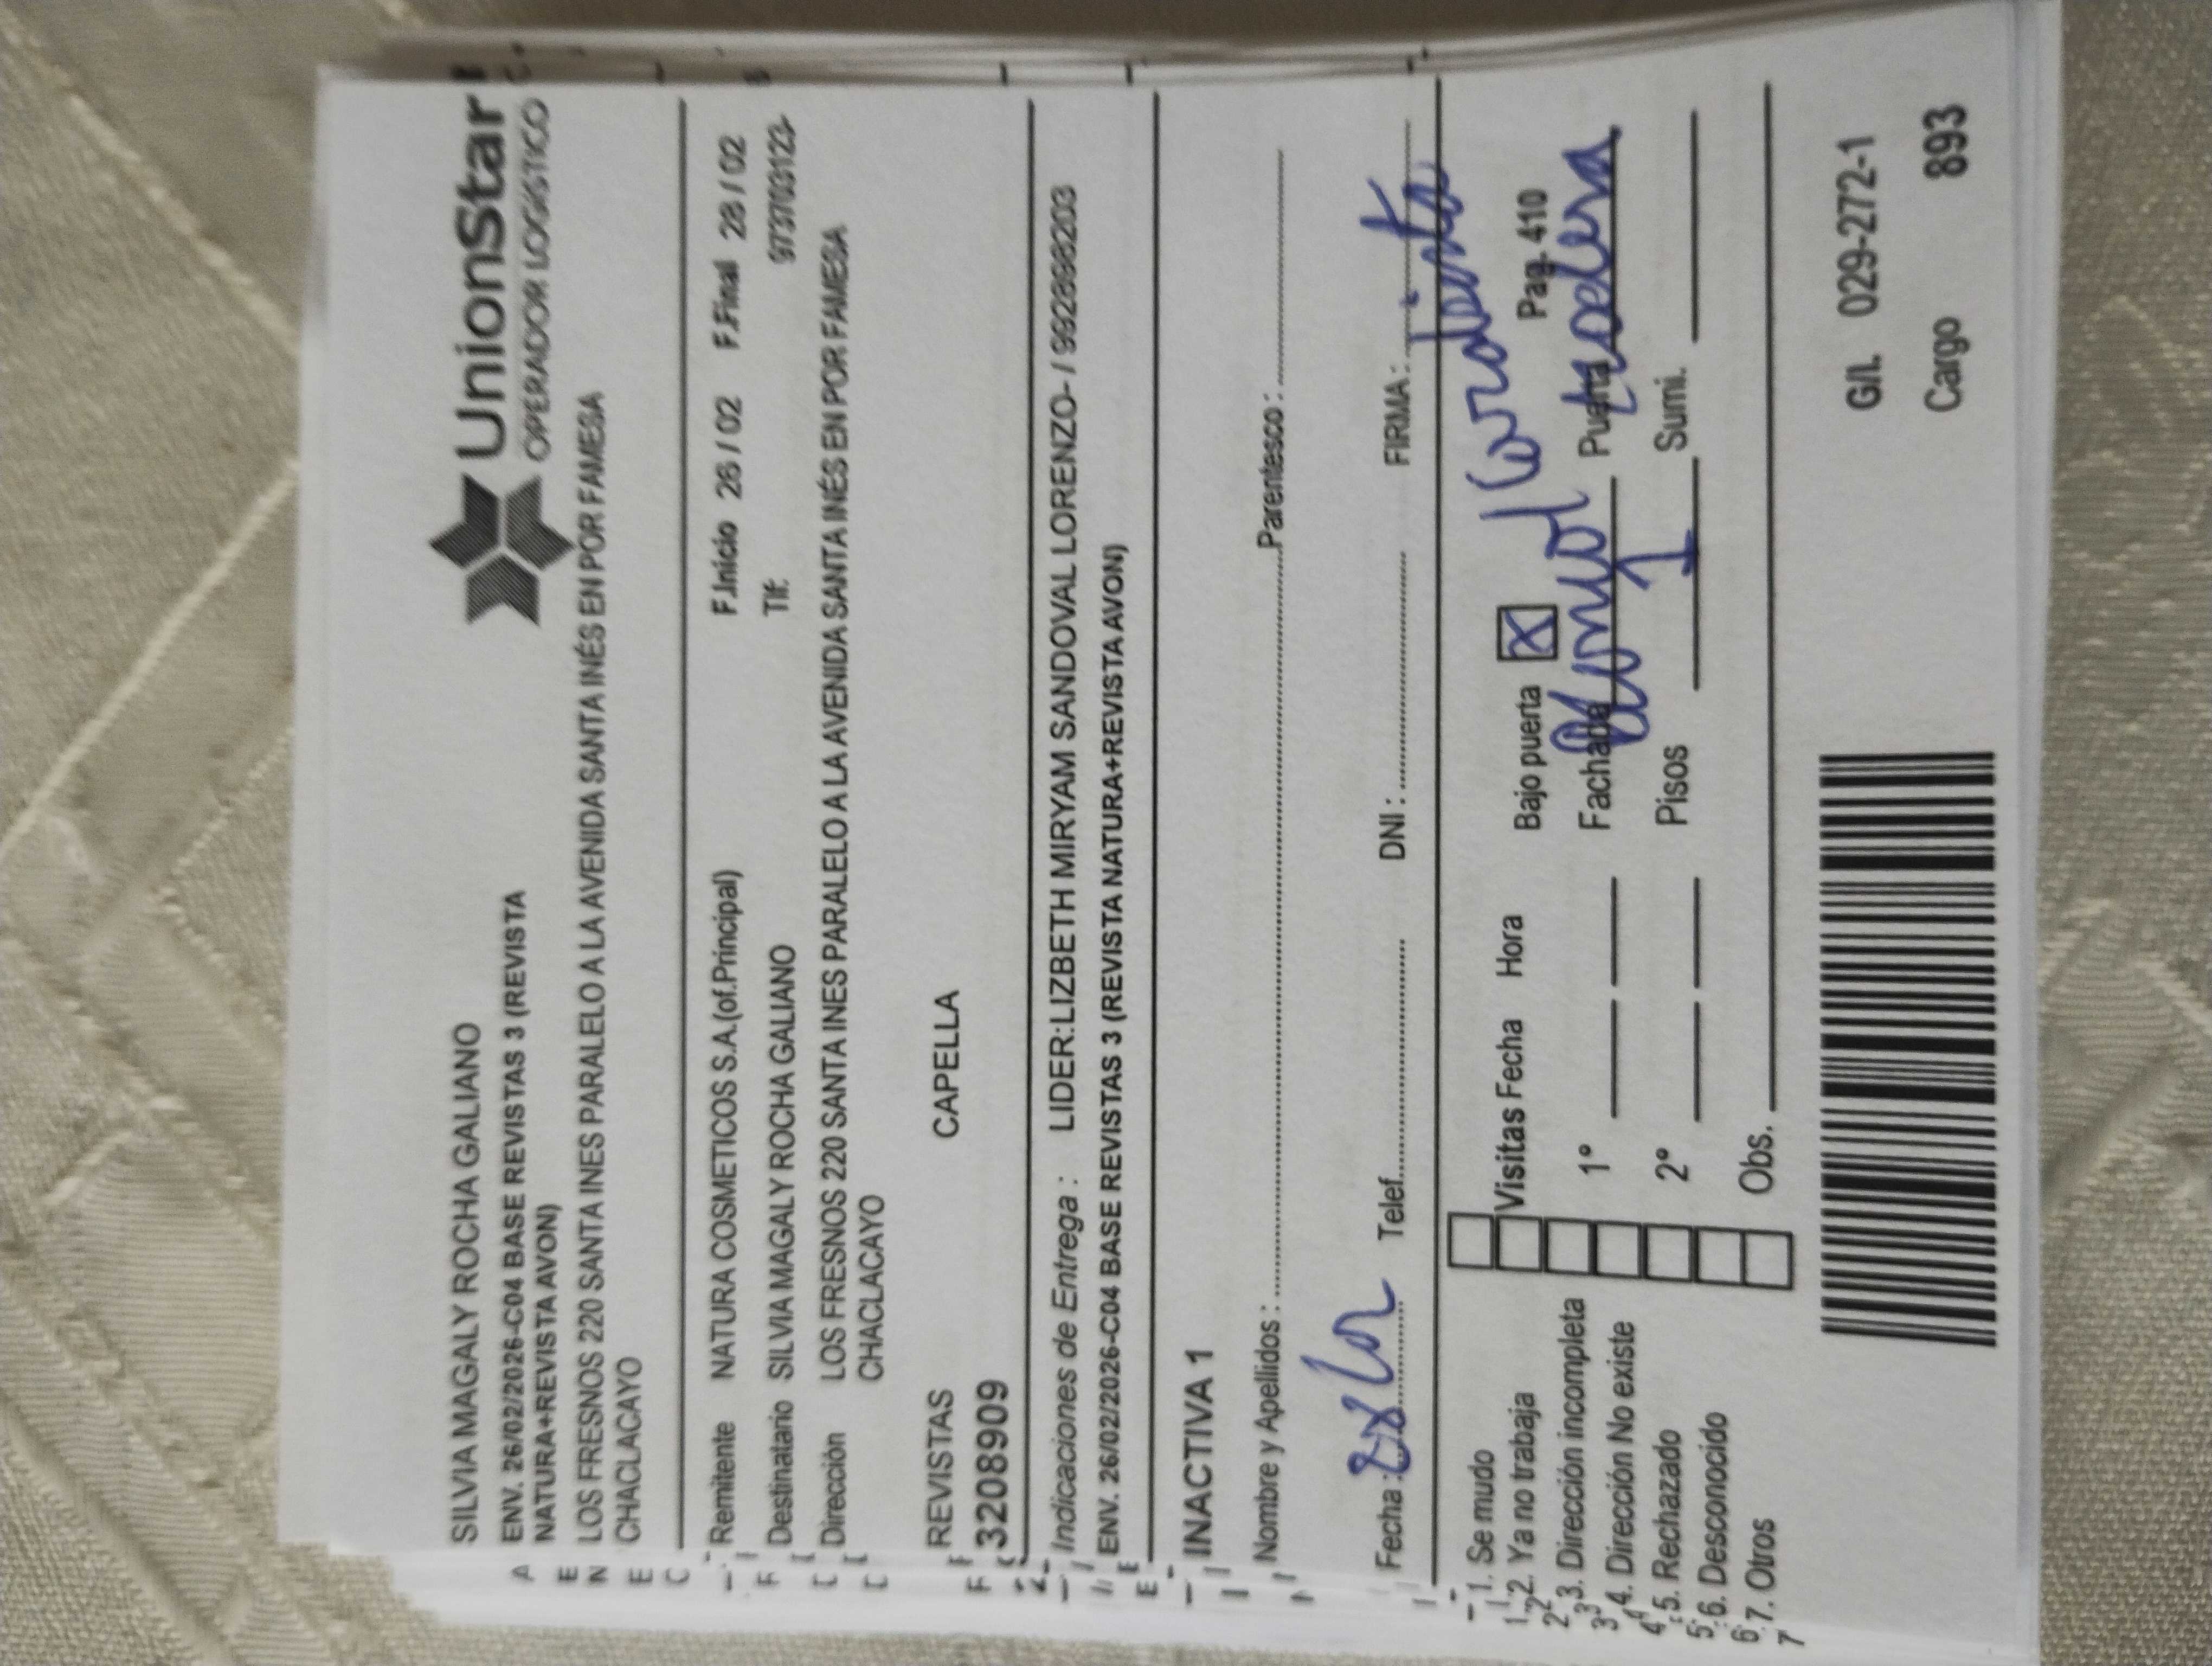 UnionStar
OPERADOR LOGÍSTICO
SILVIA MAGALY ROCHA GALIANO
ENV. 26/02/2026-C04 BASE REVISTAS 3 (REVISTA
NATURA+REVISTA AVON)
LOS FRESNOS 220 SANTA INES PARALELO A LA AVENIDA SANTA INÉS EN POR FAMESA
CHACLACAYO
Remitente NATURA COSMETICOS S.A.(of.Principal) F.Inicio 26 / 02 F.Final 28 / 02
Destinatario SILVIA MAGALY ROCHA GALIANO Tlf. 973703122
Dirección LOS FRESNOS 220 SANTA INES PARALELO A LA AVENIDA SANTA INÉS EN POR FAMESA
CHACLACAYO
REVISTAS CAPELLA
3208909
Indicaciones de Entrega : LIDER:LIZBETH MIRYAM SANDOVAL LORENZO- / 992898203
ENV. 26/02/2026-C04 BASE REVISTAS 3 (REVISTA NATURA+REVISTA AVON)
INACTIVA 1
Nombre y Apellidos : Parentesco :
Fecha : Telef. DNI : FIRMA :
1. Se mudo
2. Ya no trabaja
3. Dirección incompleta
4. Dirección No existe
5. Rechazado
6. Desconocido
7. Otros
Visitas Fecha Hora Bajo puerta X Pag. 410
1º Fachada Puerta
2º Pisos 1 Sumi.
Obs.
G/L 029-272-1
Cargo 893